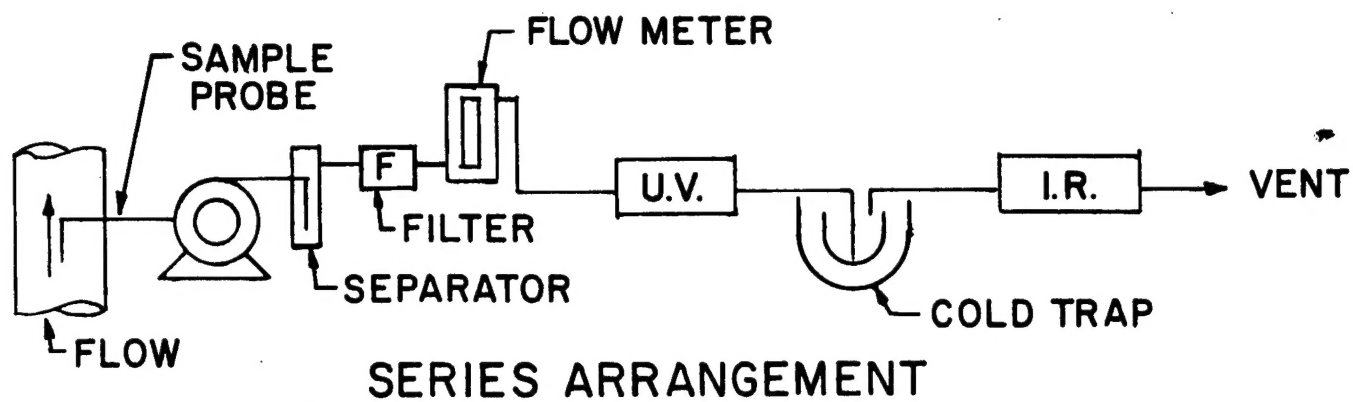 FLOW METER
SAMPLE
PROBE
F
FILTER
SEPARATOR
U.V.
I.R.
VENT
COLD TRAP
FLOW
SERIES ARRANGEMENT